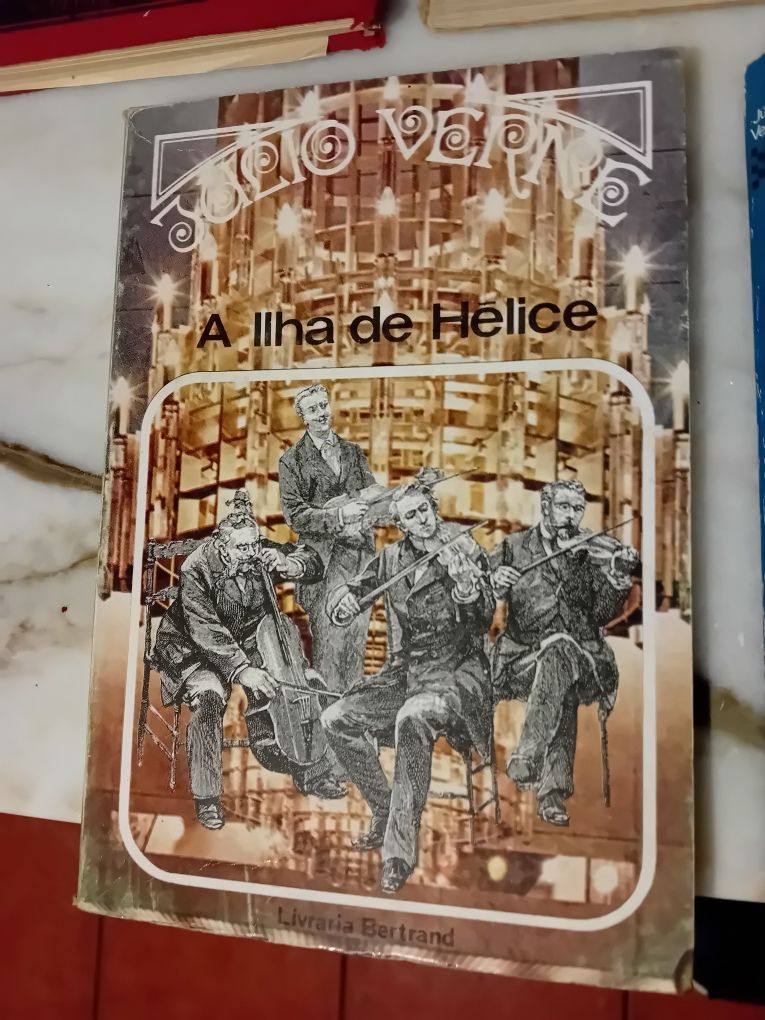 JÚLIO VERNE
A Ilha de Hélice
Livraria Bertrand